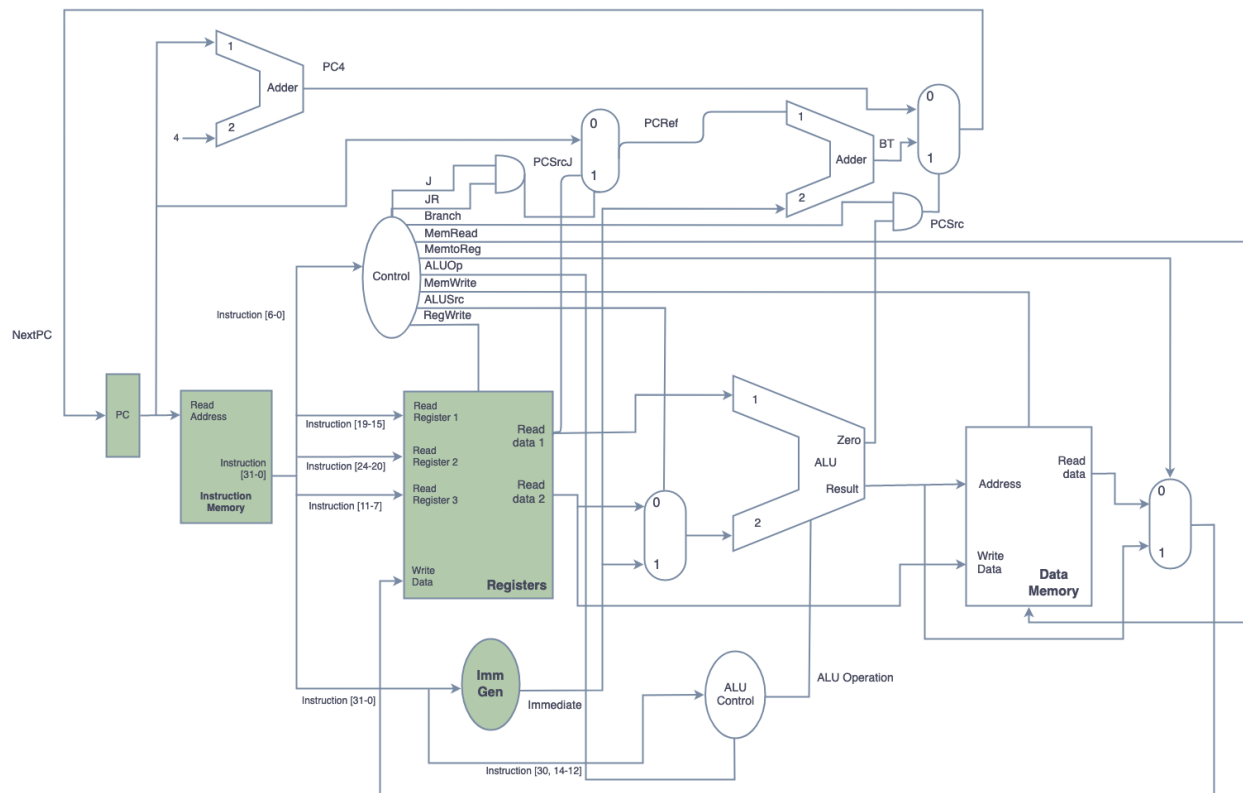 1
PC4
Adder
2
4
0
PCRef
1
0
BT
1
J
PCSrcJ
1
Adder
JR
2
Branch
PCSrc
MemRead
MemtoReg
Control
ALUOp
MemWrite
ALUSrc
RegWrite
Instruction [6-0]
NextPC
PC
Read
Address
Instruction
[31-0]
Instruction
Memory
Instruction [19-15]
Instruction [24-20]
Instruction [11-7]
Read
Register 1
Read
Register 2
Read
Register 3
Read
data 1
Read
data 2
Write
Data
Registers
0
1
1
Zero
ALU
Result
2
Address
Read
data
Write
Data
Data
Memory
0
1
Imm
Gen
Immediate
Instruction [31-0]
ALU
Control
ALU Operation
Instruction [30, 14-12]